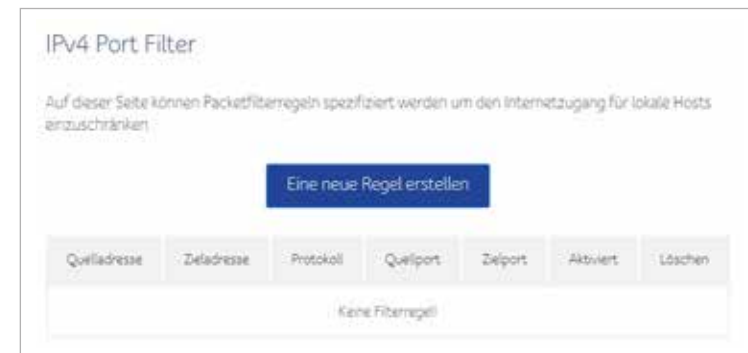 IPv4 Port Filter
Auf dieser Seite können Packetfilterregeln spezifiziert werden um den Internetzugang für lokale Hosts
einzuschränken
Eine neue Regel erstellen
Quelladresse Zieladresse Protokoll Quellport Zielport Aktiviert Löschen
Keine Filterregell